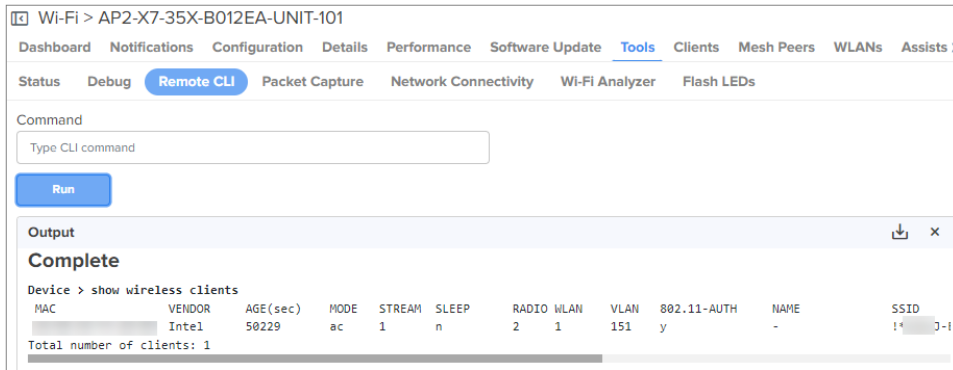 Wi-Fi > AP2-X7-35X-B012EA-UNIT-101
Dashboard Notifications Configuration Details Performance Software Update Tools Clients Mesh Peers WLANs Assists
Status Debug Remote CLI Packet Capture Network Connectivity Wi-Fi Analyzer Flash LEDs
Command
Type CLI command
Run
Output
Complete
Device > show wireless clients
MAC VENDOR AGE(sec) MODE STREAM SLEEP RADIO WLAN VLAN 802.11-AUTH NAME SSID
Intel 50229 ac 1 n 2 1 151 y - !*
Total number of clients: 1